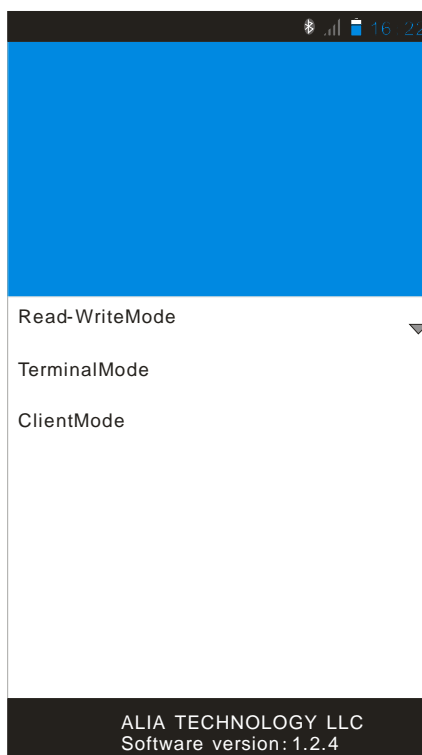 16 22
Read-WriteMode
TerminalMode
ClientMode
ALIA TECHNOLOGY LLC
Software version:1.2.4